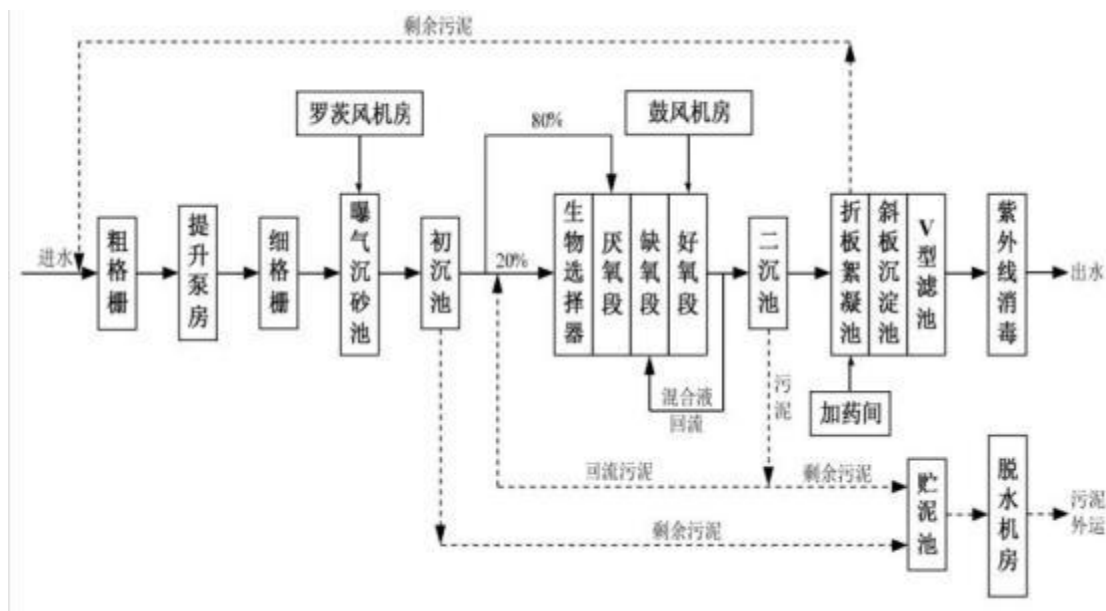 剩余污泥
罗茨风机房
80%
鼓风机房
进水
粗格栅
提升泵房
细格栅
曝气沉砂池
初沉池
20%
生物选择器
厌氧段
缺氧段
好氧段
二沉池
折板絮凝池
斜板沉淀池
V型滤池
紫外线消毒
出水
混合液
回流
污泥
加药间
回流污泥
剩余污泥
贮泥池
脱水机房
污泥
外运
剩余污泥